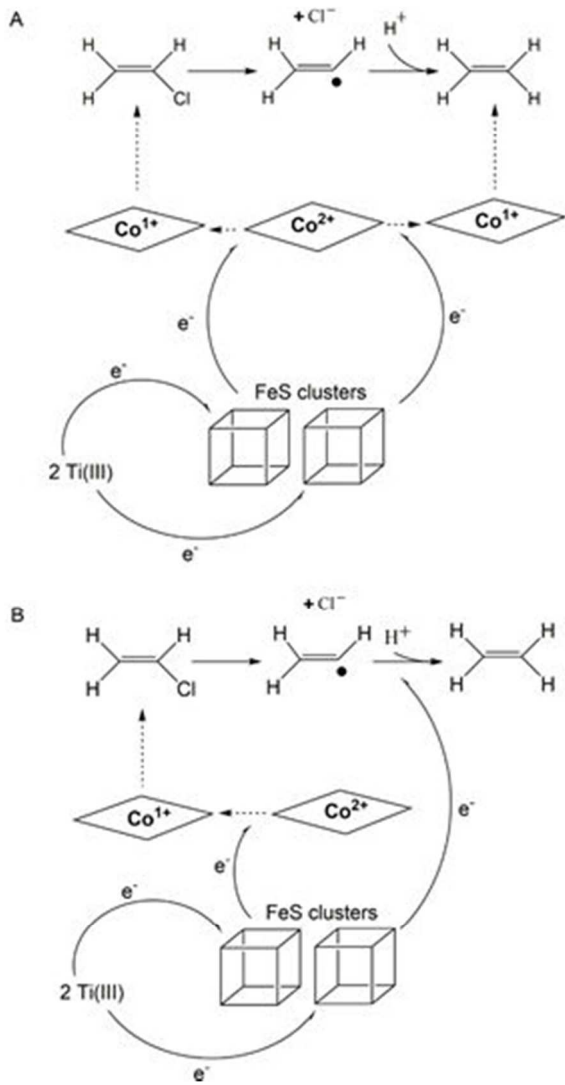 A
+ Cl⁻
H H H H H⁺ H H
H Cl H H H
Co¹⁺ Co²⁺ Co¹⁺
e⁻ e⁻
e⁻ FeS clusters
2 Ti(III)
e⁻
B
+ Cl⁻
H H H H H⁺ H H
H Cl H H H
Co¹⁺ Co²⁺
e⁻
e⁻
e⁻ FeS clusters
2 Ti(III)
e⁻